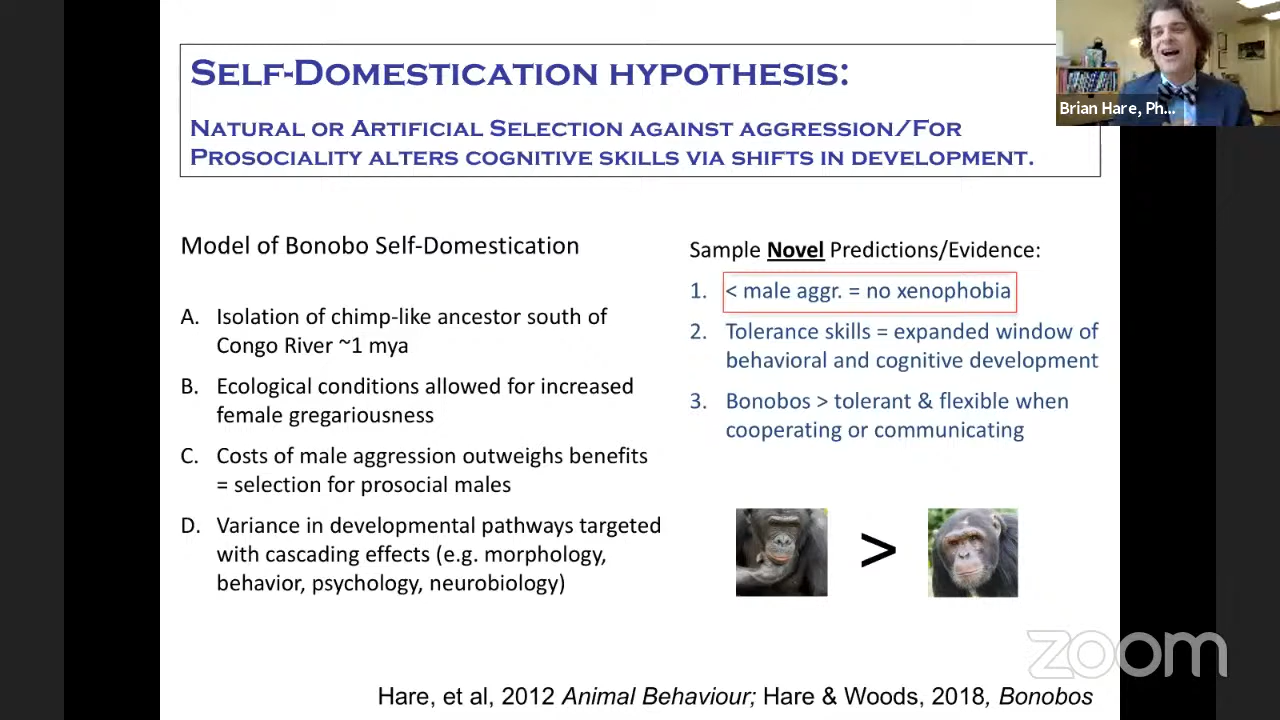 SELF-DOMESTICATION HYPOTHESIS:
NATURAL OR ARTIFICIAL SELECTION AGAINST AGGRESSION/FOR
PROSOCIALITY ALTERS COGNITIVE SKILLS VIA SHIFTS IN DEVELOPMENT.
Brian Hare, Ph...
Model of Bonobo Self-Domestication
A. Isolation of chimp-like ancestor south of
Congo River ~1 mya
B. Ecological conditions allowed for increased
female gregariousness
C. Costs of male aggression outweighs benefits
= selection for prosocial males
D. Variance in developmental pathways targeted
with cascading effects (e.g. morphology,
behavior, psychology, neurobiology)
Sample Novel Predictions/Evidence:
1. < male aggr. = no xenophobia
2. Tolerance skills = expanded window of
behavioral and cognitive development
3. Bonobos > tolerant & flexible when
cooperating or communicating
>
zoom
Hare, et al, 2012 Animal Behaviour; Hare & Woods, 2018, Bonobos